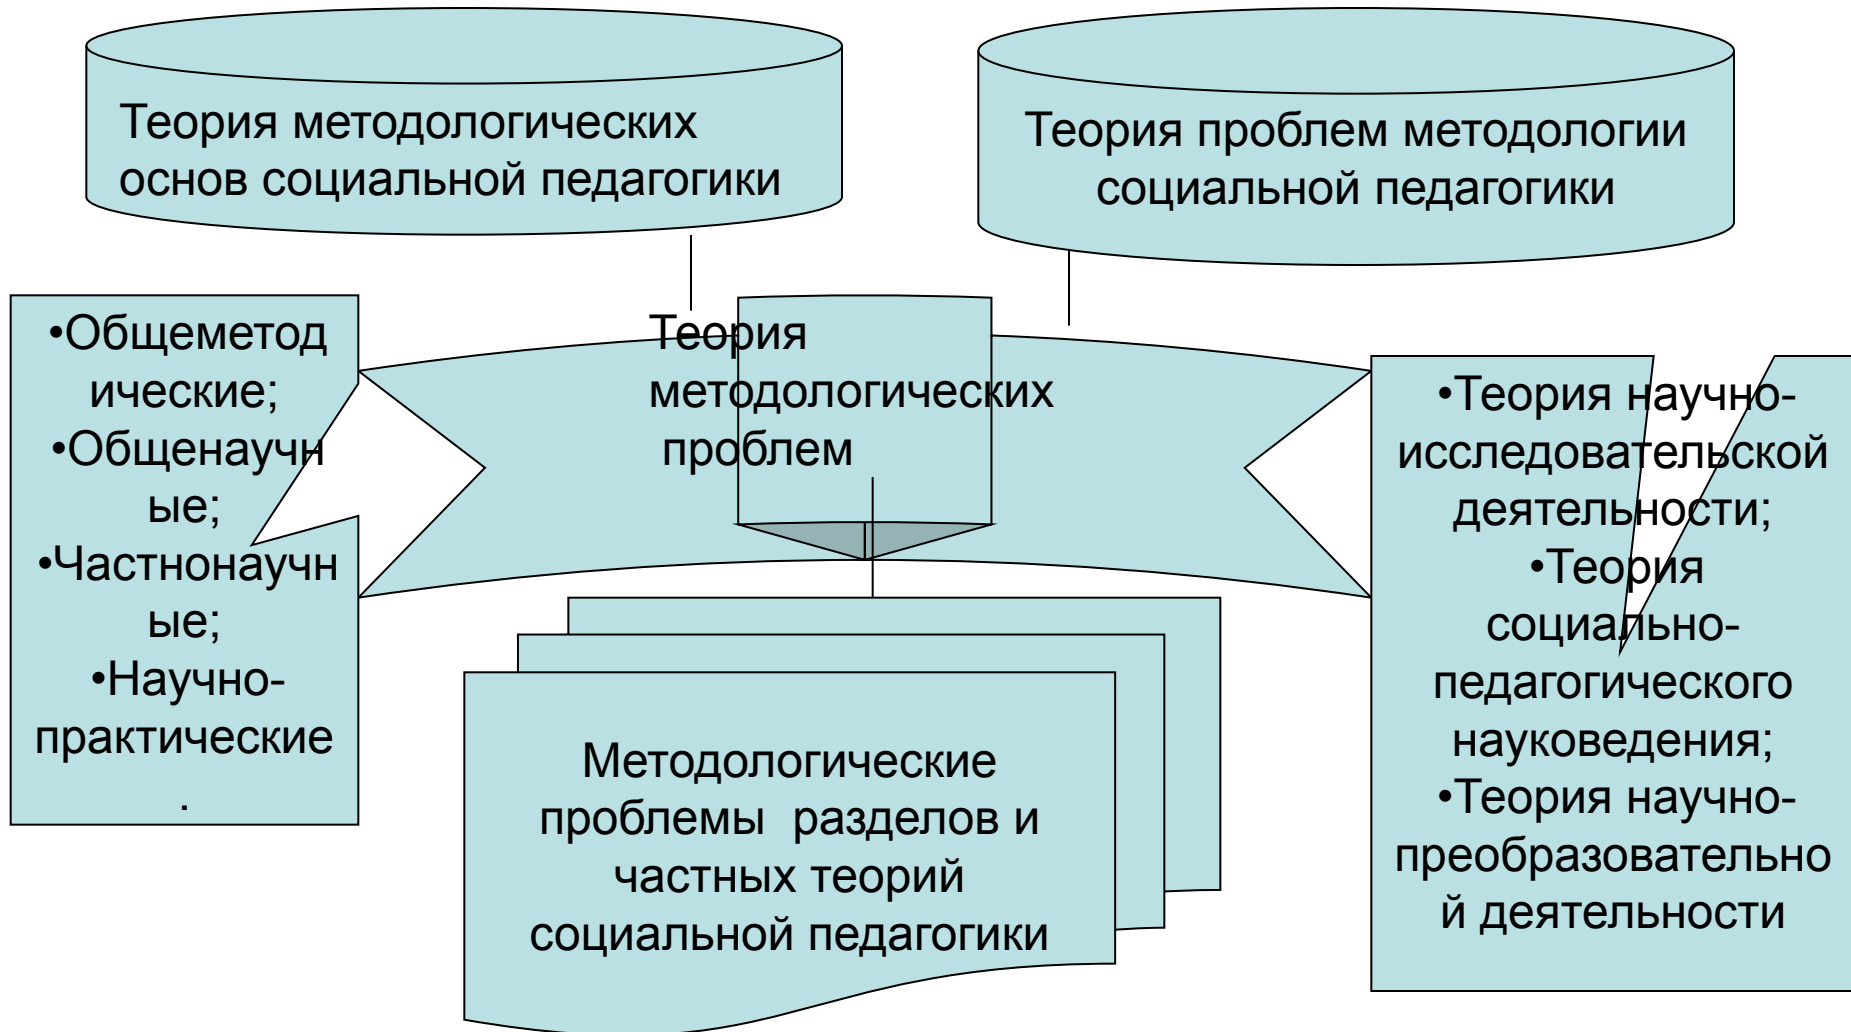 Теория методологических
основ социальной педагогики
Теория проблем методологии
социальной педагогики
•Общеметод
ические;
•Общенаучн
ые;
•Частнонаучн
ые;
•Научно-
практические
.
Теория
методологических
проблем
•Теория научно-
исследовательской
деятельности;
•Теория
социально-
педагогического
науковедения;
•Теория научно-
преобразовательно
й деятельности
Методологические
проблемы разделов и
частных теорий
социальной педагогики